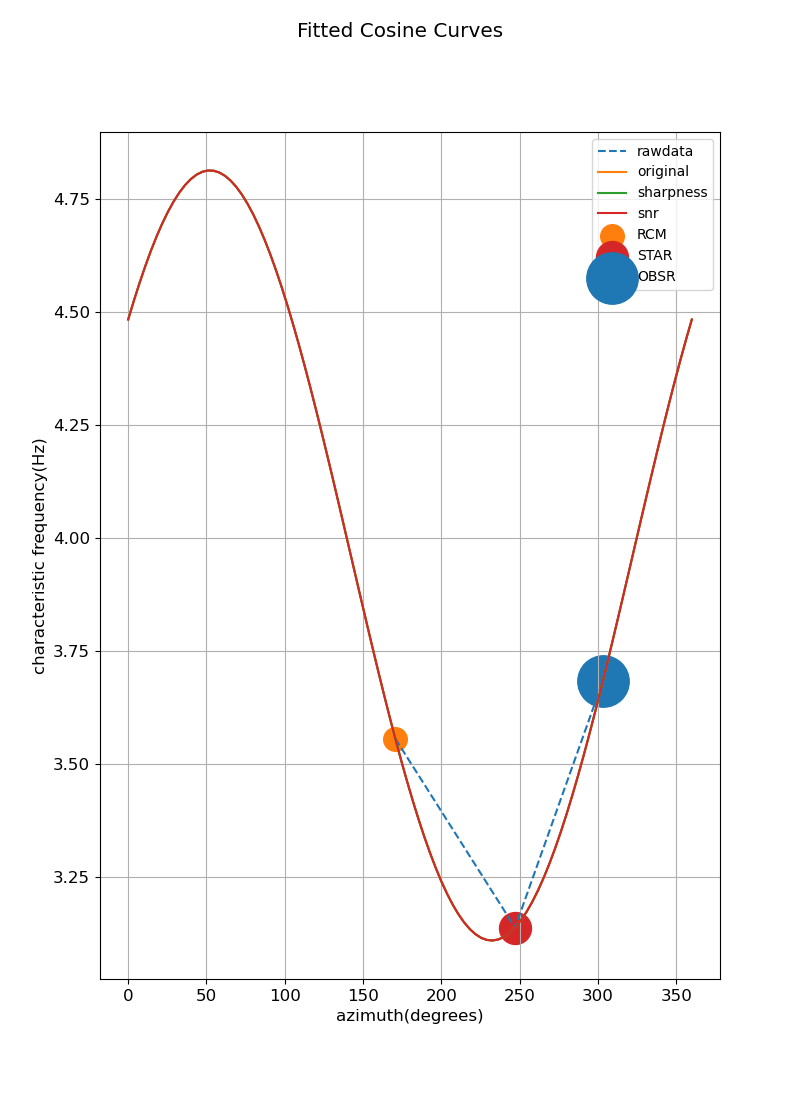 Fitted Cosine Curves
rawdata
original
sharpness
snr
RCM
STAR
OBSR
4.75
4.50
4.25
4.00
3.75
3.50
3.25
characteristic frequency(Hz)
0 50 100 150 200 250 300 350
azimuth(degrees)